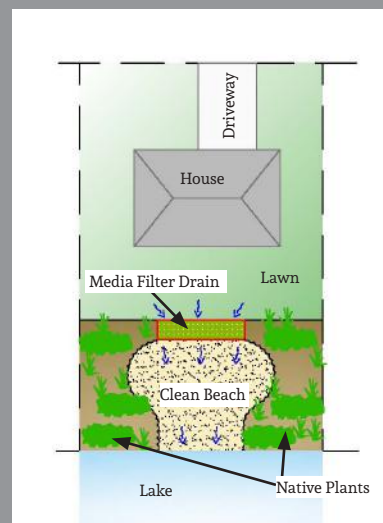 Driveway
House
Media Filter Drain
Lawn
Clean Beach
Native Plants
Lake